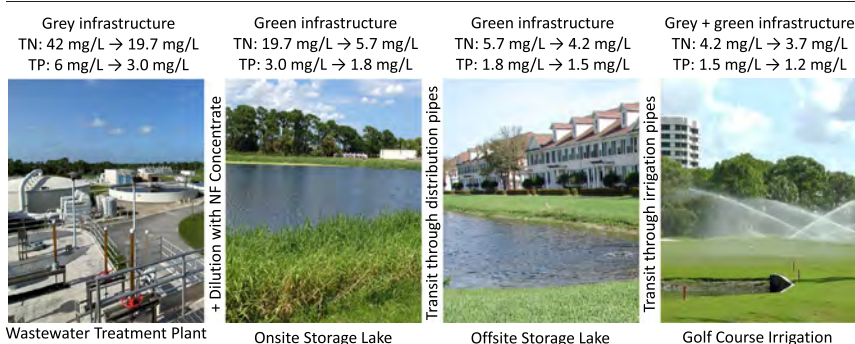 Grey infrastructure
TN: 42 mg/L → 19.7 mg/L
TP: 6 mg/L → 3.0 mg/L
Wastewater Treatment Plant
+ Dilution with NF Concentrate
Green infrastructure
TN: 19.7 mg/L → 5.7 mg/L
TP: 3.0 mg/L → 1.8 mg/L
Onsite Storage Lake
Transit through distribution pipes
Green infrastructure
TN: 5.7 mg/L → 4.2 mg/L
TP: 1.8 mg/L → 1.5 mg/L
Offsite Storage Lake
Transit through irrigation pipes
Grey + green infrastructure
TN: 4.2 mg/L → 3.7 mg/L
TP: 1.5 mg/L → 1.2 mg/L
Golf Course Irrigation